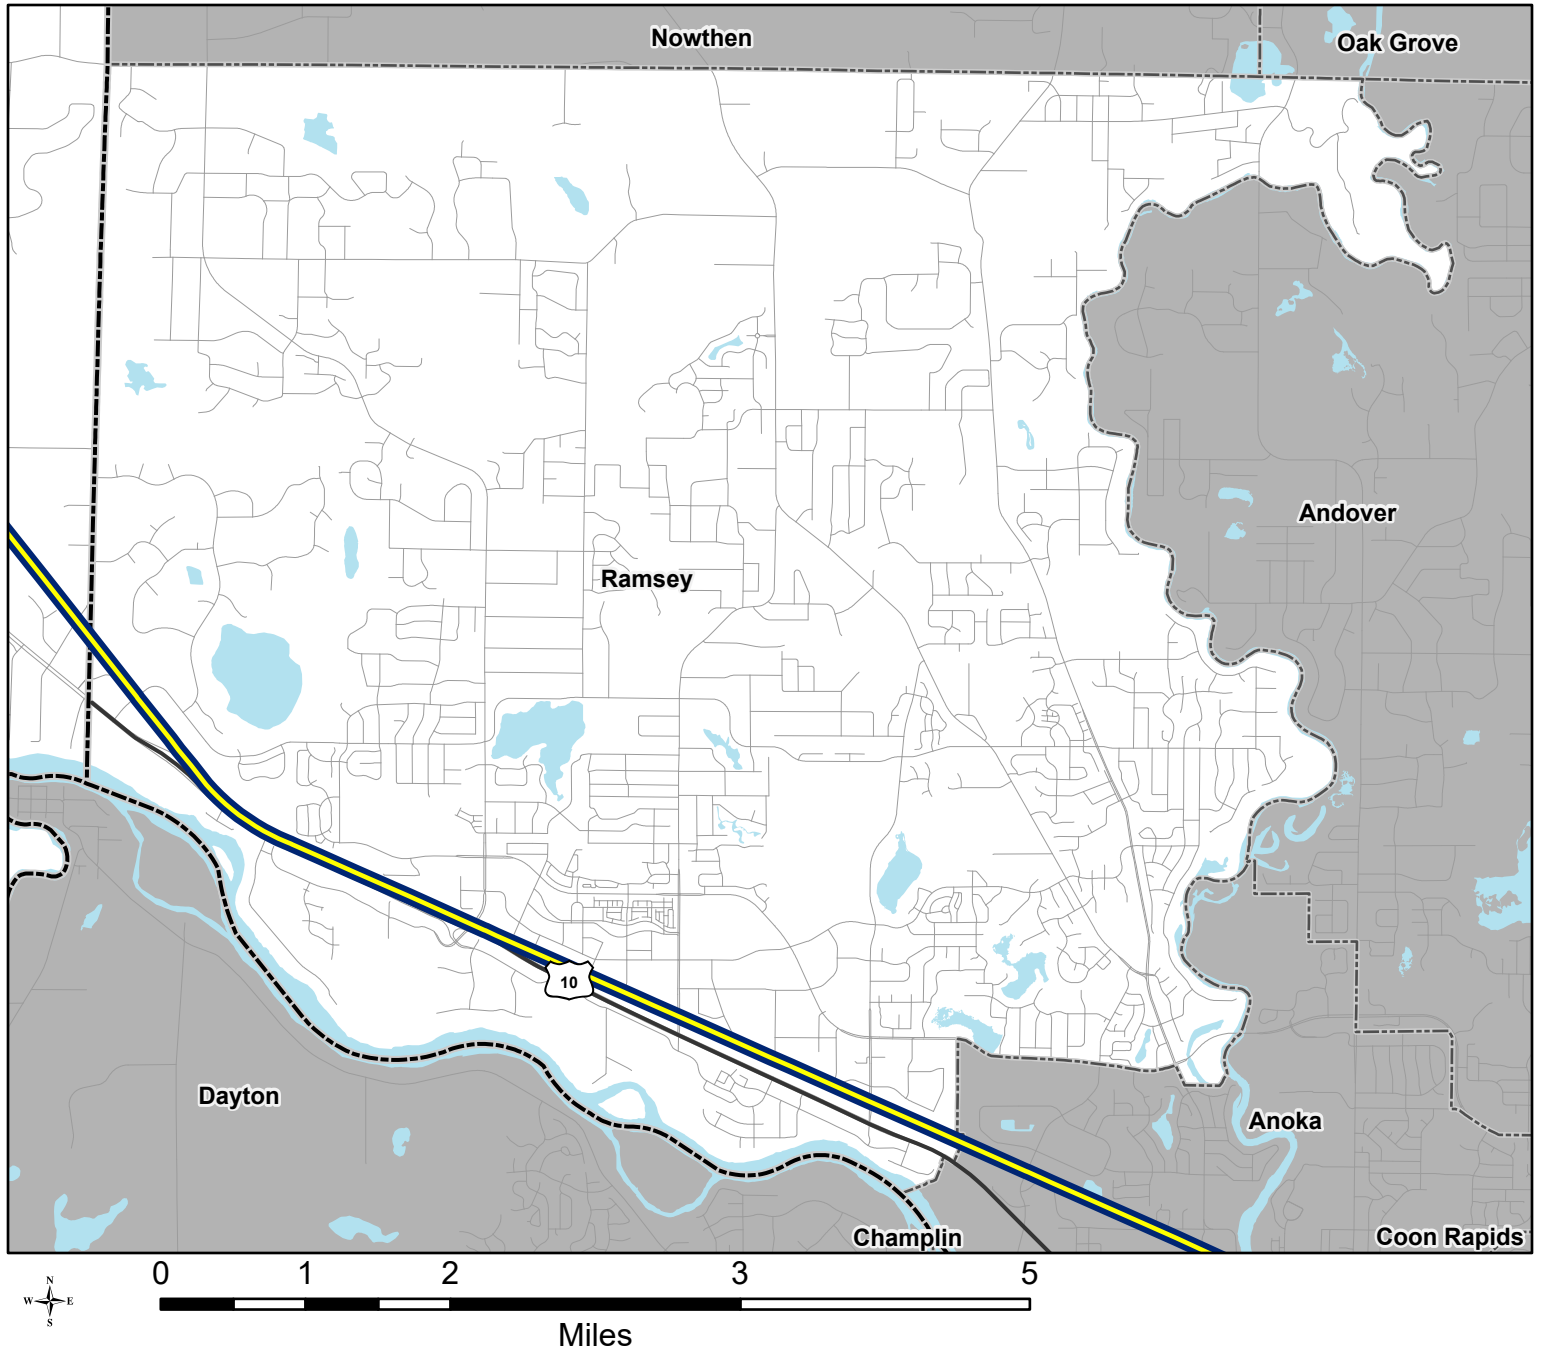 Nowthen
Oak Grove
Andover
Ramsey
10
Dayton
Anoka
Champlin
Coon Rapids
0 1 2 3 5
N
W E
S
Miles